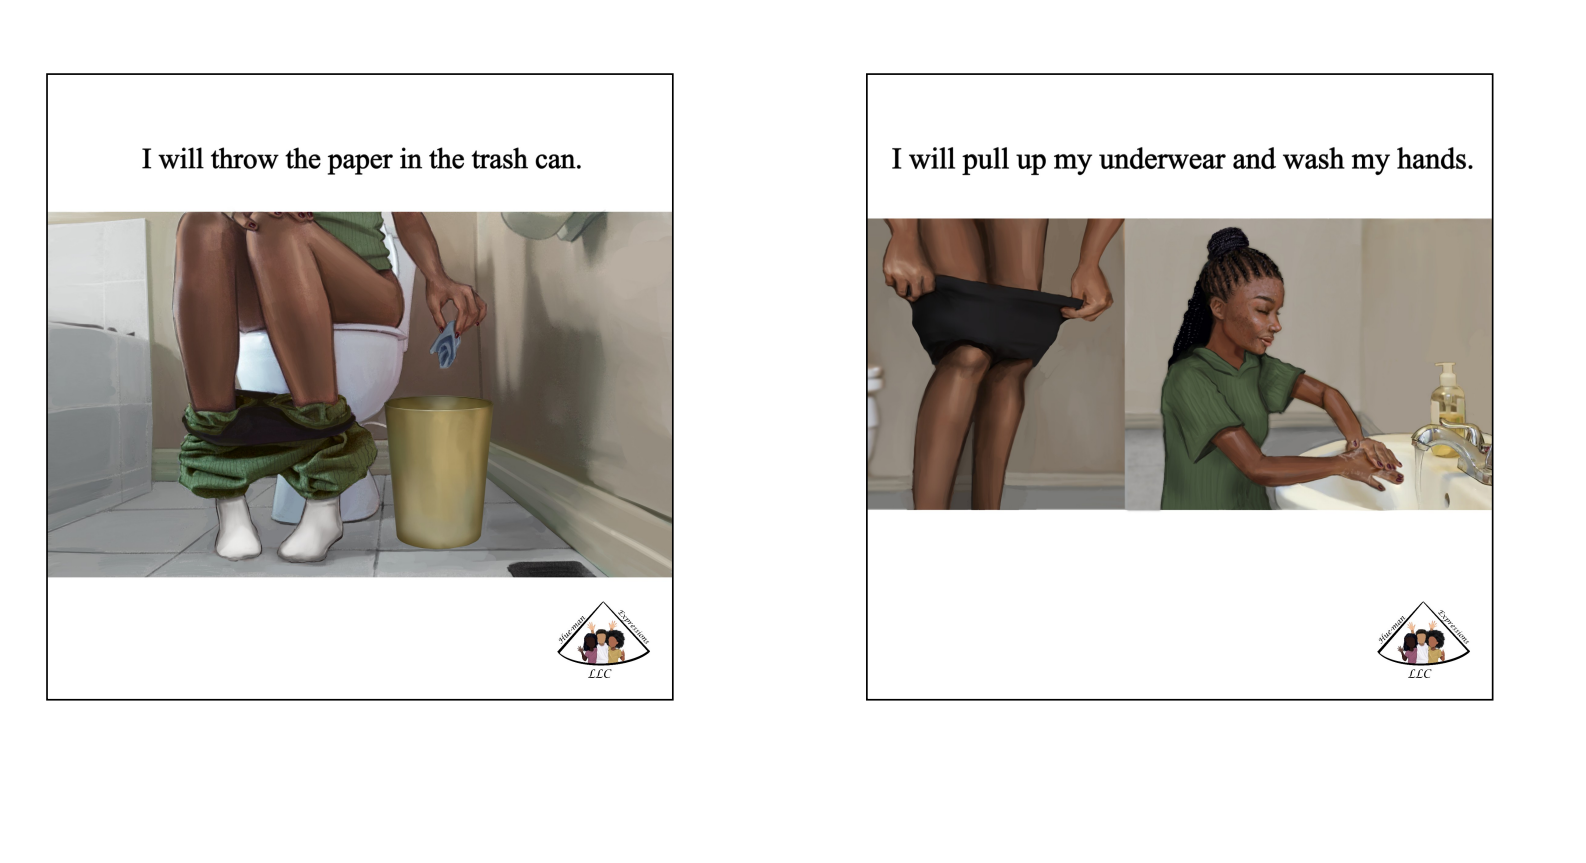 I will throw the paper in the trash can.
Hue-man Expressions
LLC
I will pull up my underwear and wash my hands.
Hue-man Expressions
LLC